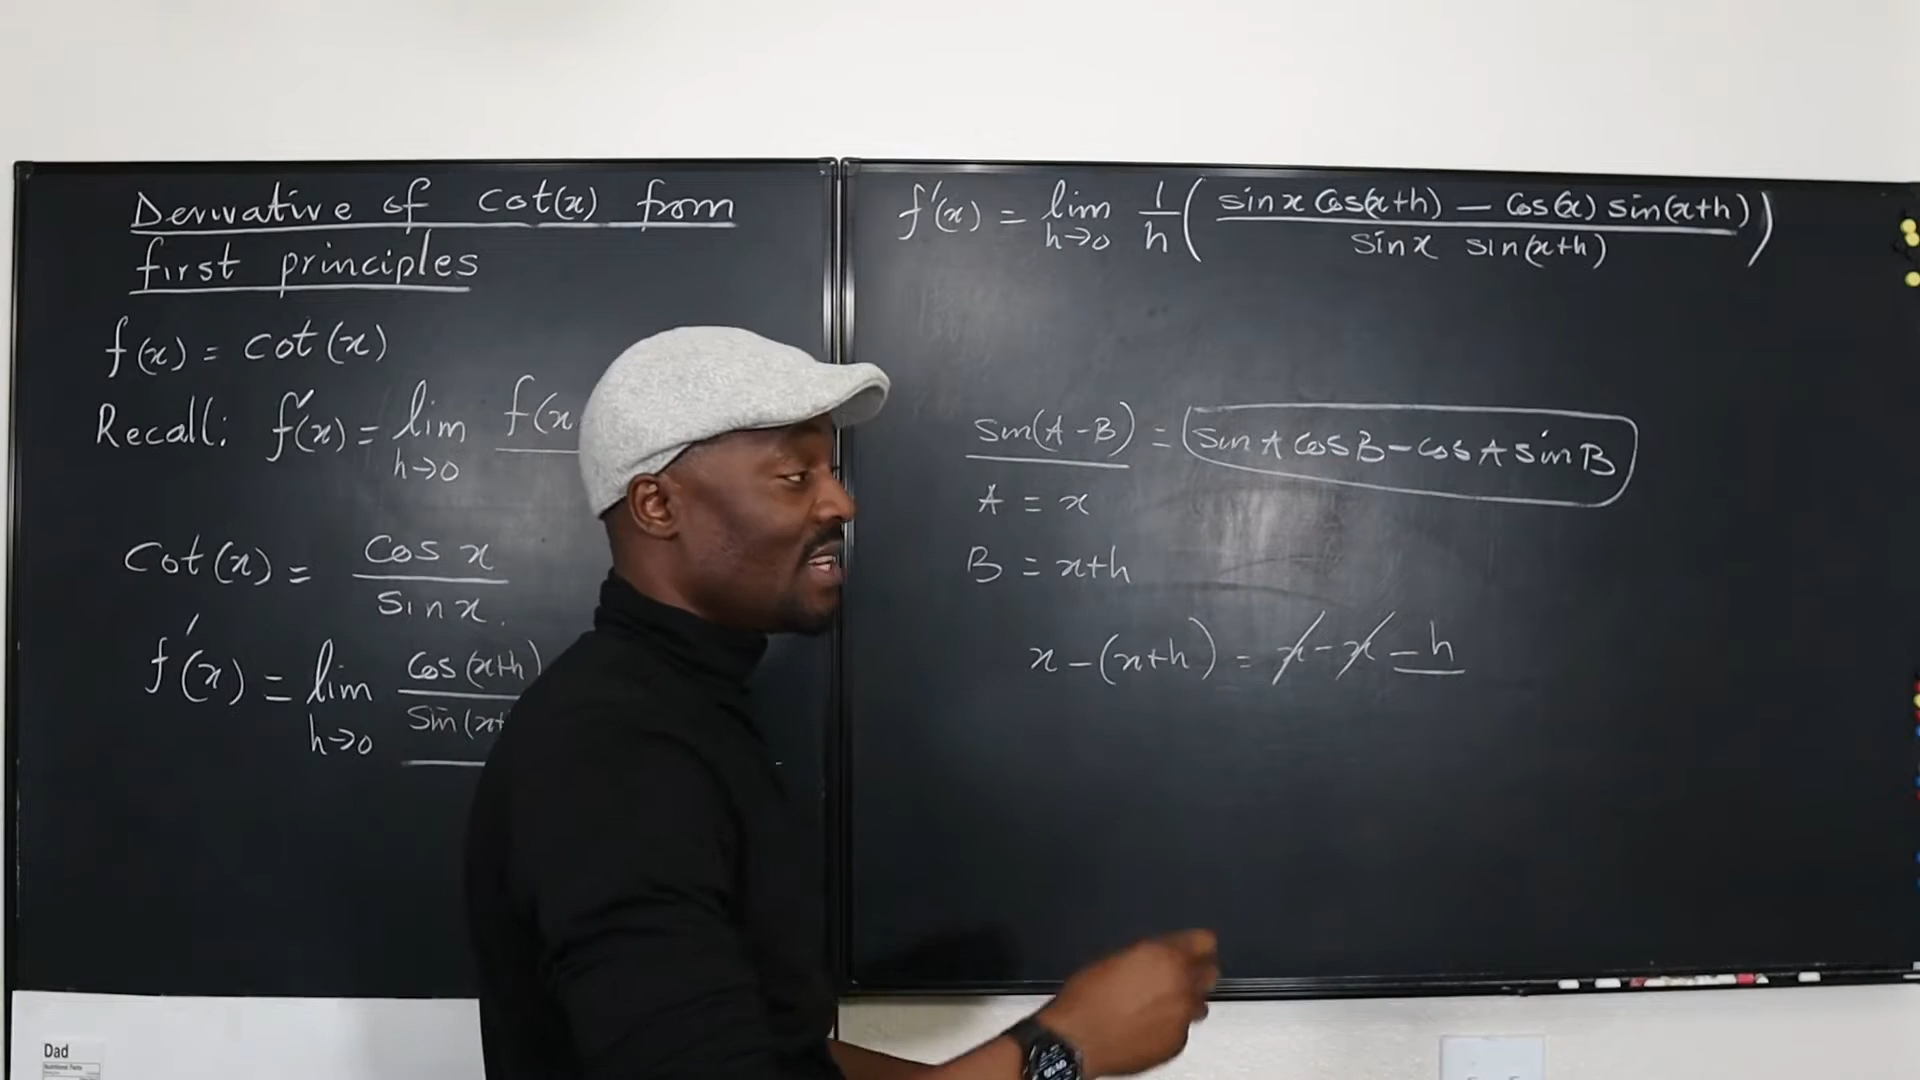 Derivative of cot(x) from
first principles
f(x) = cot(x)
Recall: f'(x) = lim h→0 f(x
cot(x) = cos x / sin x.
f'(x) = lim h→0 cos(x+h) / sin(x+
f'(x) = lim h→0 1/h ( sin x cos(x+h) − cos(x) sin(x+h) / sin x sin(x+h) )
sin(A-B) = sin A cos B - cos A sin B
A = x
B = x+h
x-(x+h) = x-x-h
Dad